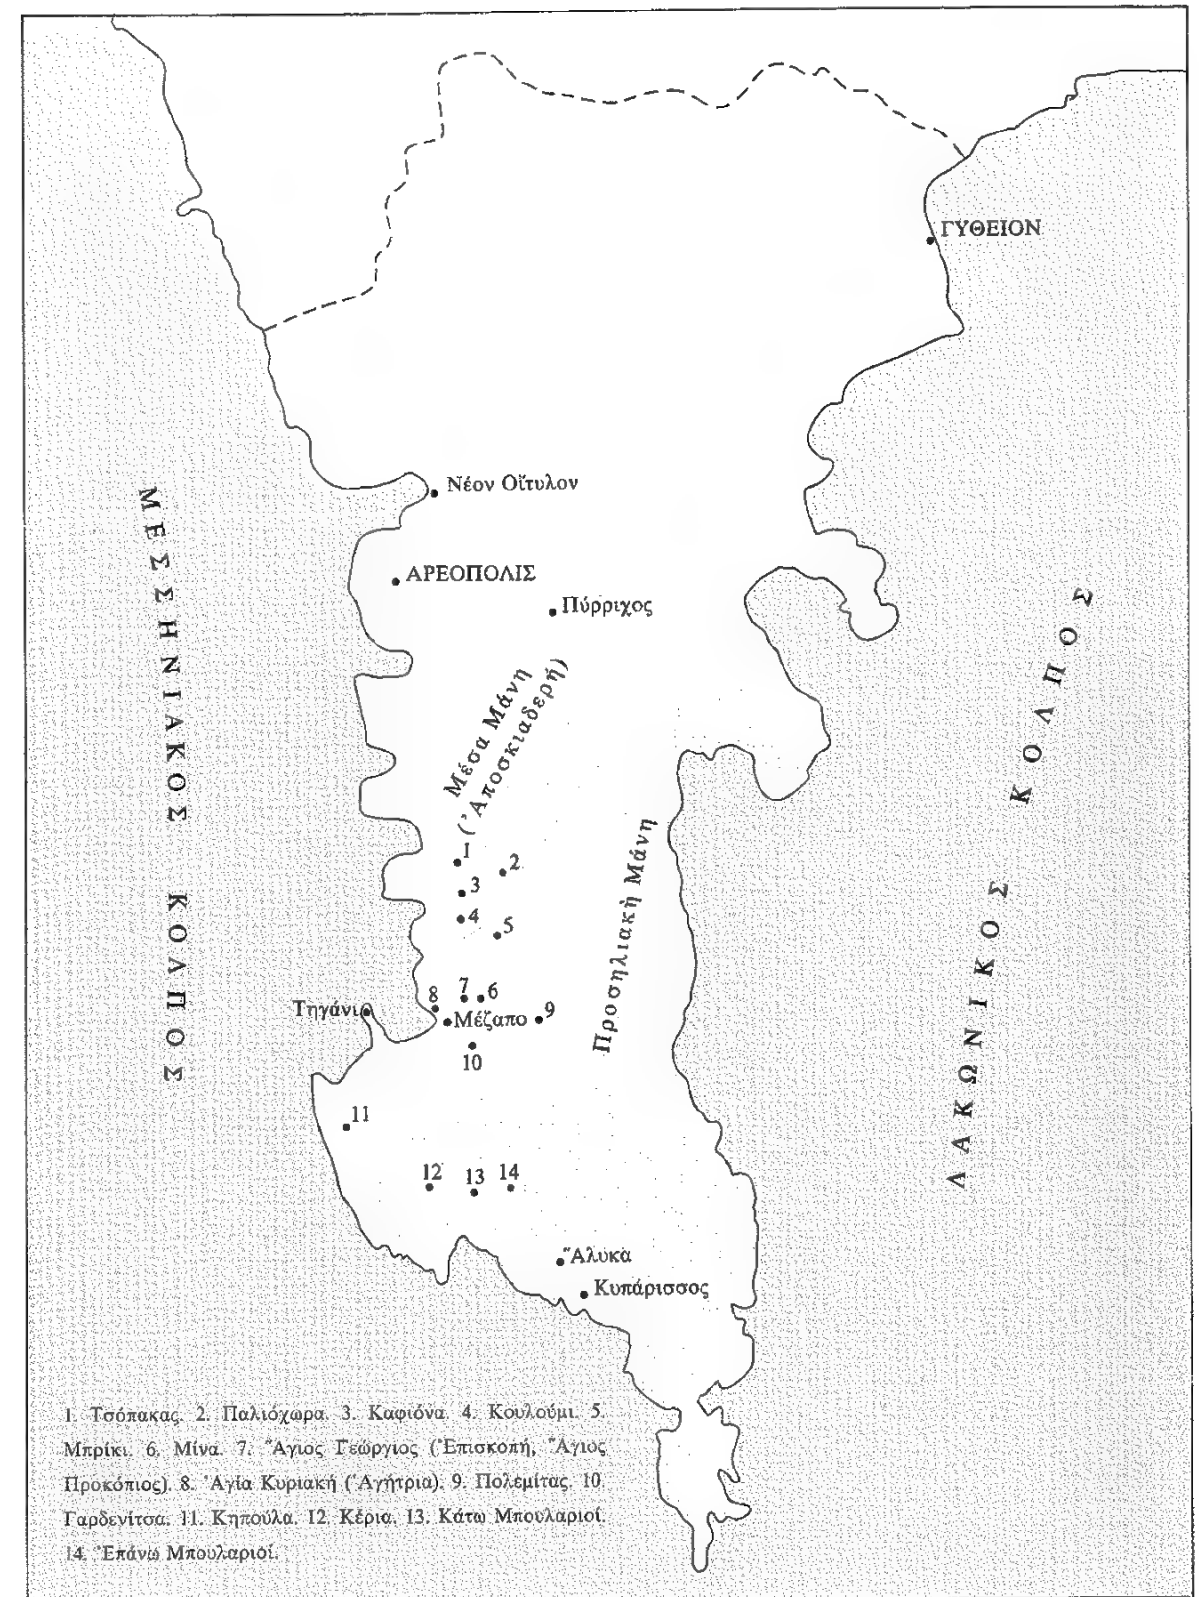 ΓΥΘΕΙΟΝ
Νέον Οἴτυλον
ΑΡΕΟΠΟΛΙΣ
Πύρριχος
ΜΕΣΣΗΝΙΑΚΟΣ ΚΟΛΠΟΣ
ΛΑΚΩΝΙΚΟΣ ΚΟΛΠΟΣ
Μέσα Μάνη
(Ἀποσκιαδερή)
Προσηλιακὴ Μάνη
1
2
3
4
5
7
6
8
Τηγάνι
Μέζαπο
9
10
11
12
13
14
Ἄλυκα
Κυπάρισσος
1. Τσόπακας. 2. Παλιόχωρα. 3. Καφιόνα. 4. Κουλούμι. 5.
Μπρίκι. 6. Μίνα. 7. Ἅγιος Γεώργιος (Ἐπισκοπή, Ἅγιος
Προκόπιος). 8. Ἁγία Κυριακή (Ἀγήτρια). 9. Πολεμίτας. 10.
Γαρδενίτσα. 11. Κηπούλα. 12. Κέρια. 13. Κάτω Μπουλαριοί.
14. Ἐπάνω Μπουλαριοί.